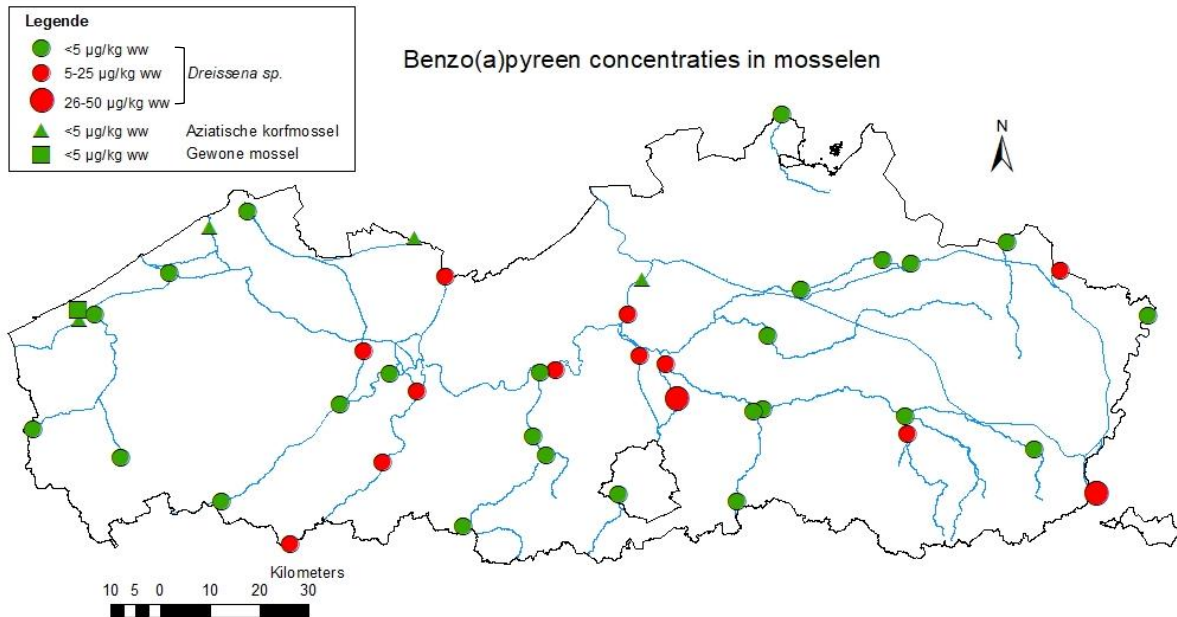 Legende
<5 µg/kg ww
5-25 µg/kg ww
Dreissena sp.
26-50 µg/kg ww
<5 µg/kg ww Aziatische korfmossel
<5 µg/kg ww Gewone mossel
Benzo(a)pyreen concentraties in mosselen
N
Kilometers
10 5 0 10 20 30